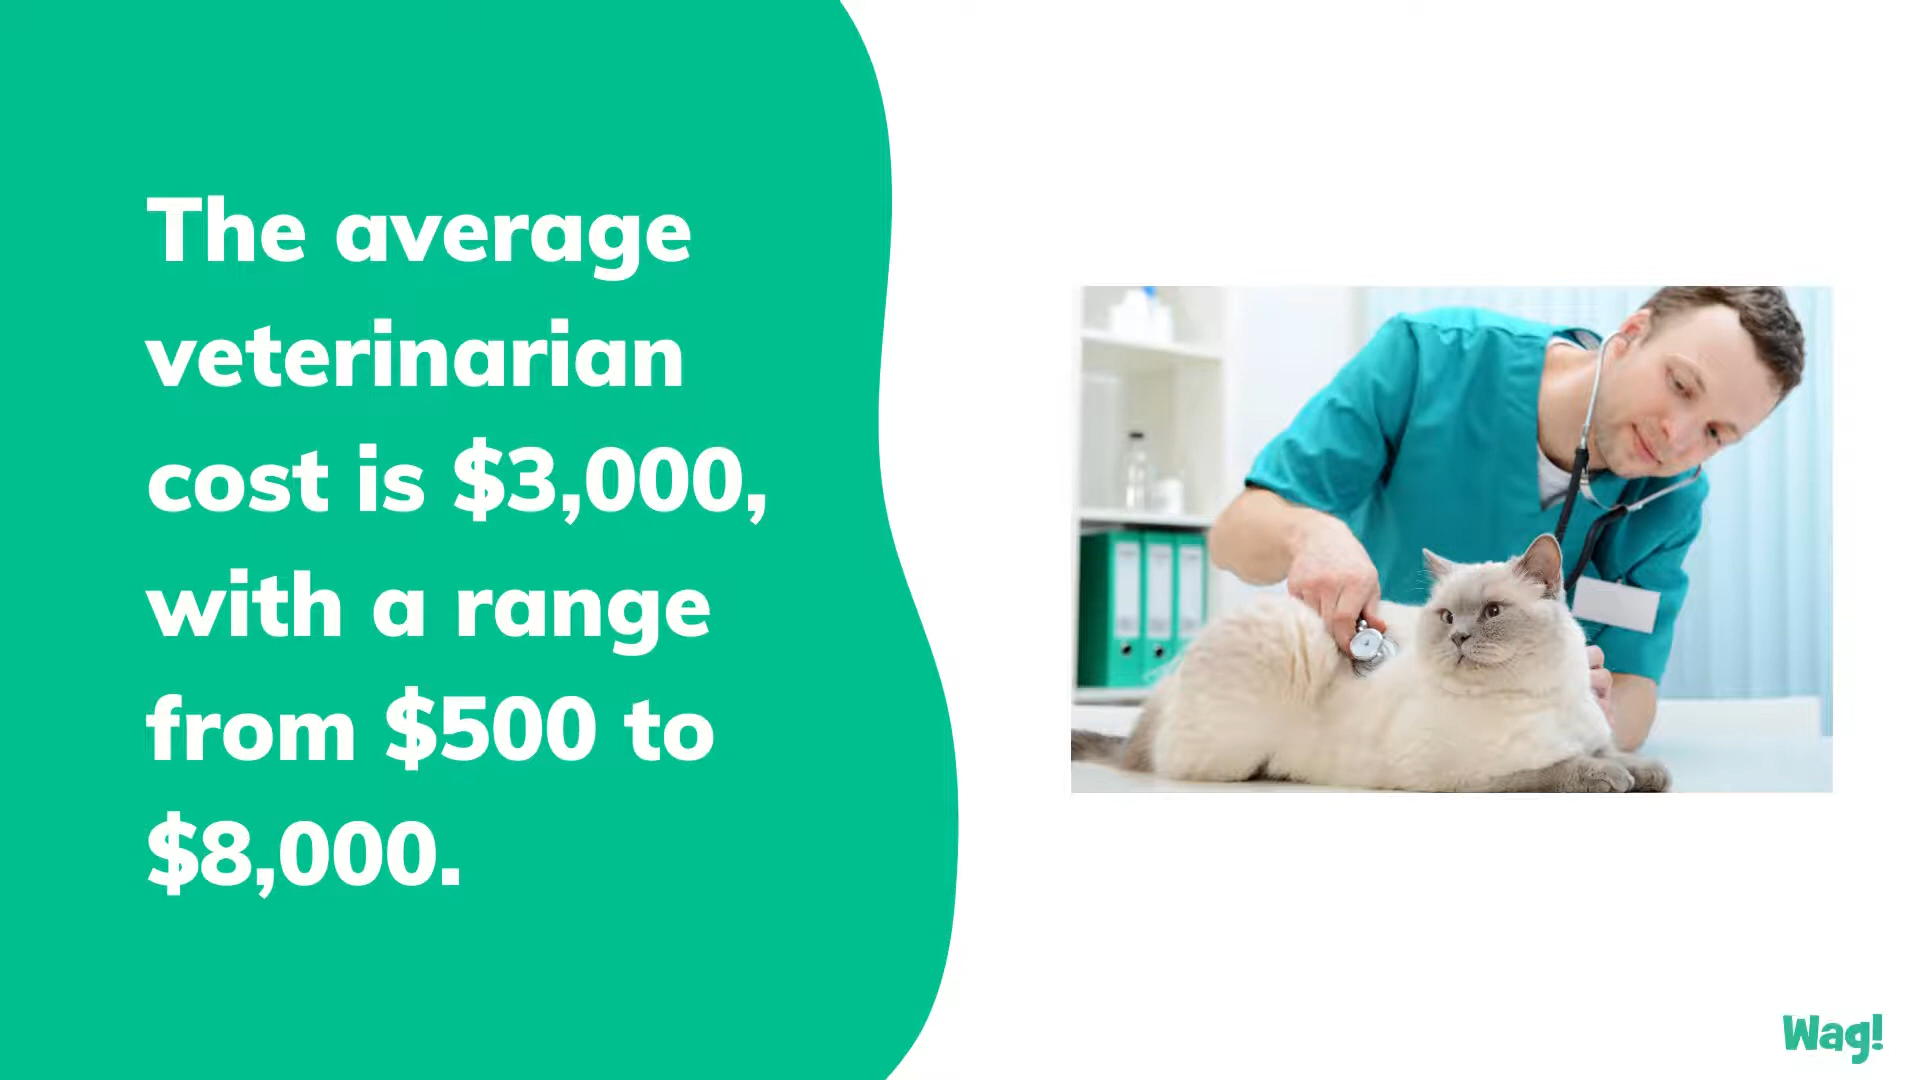 The average
veterinarian
cost is $3,000,
with a range
from $500 to
$8,000.
Wag!